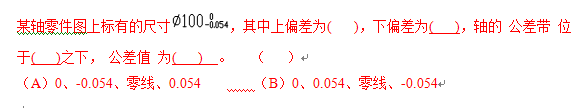 某轴零件图上标有的尺寸Ø100-⁰₋₀.₀₅₄，其中上偏差为(　　)，下偏差为(　　)，轴的 公差带 位
于(　　)之下， 公差值 为(　　) 。 （　　）
（A）0、-0.054、零线、0.054 （B）0、0.054、零线、-0.054